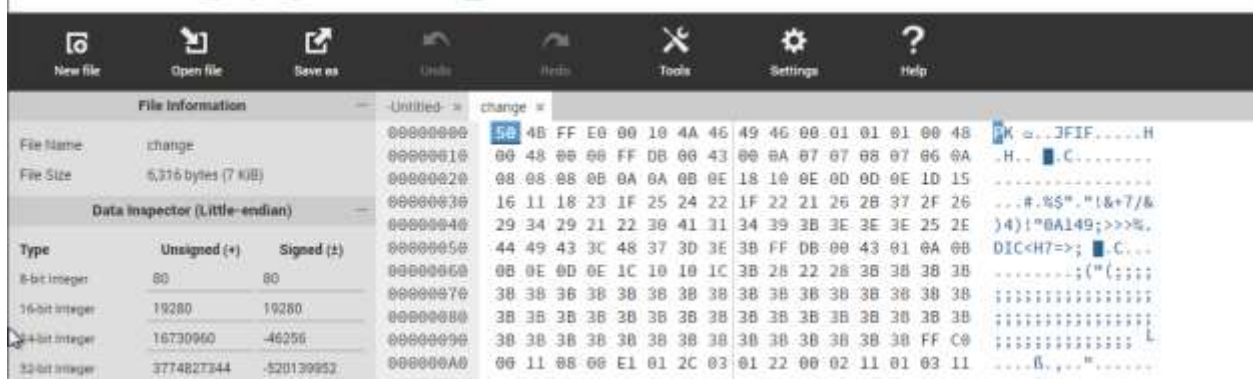 New file Open file Save as Undo Redo Tools Settings Help
File Information
File Name change
File Size 6,316 bytes (7 KiB)
Data Inspector (Little-endian)
Type Unsigned (+) Signed (±)
8-bit Integer 80 80
16-bit Integer 19280 19280
24-bit Integer 16730960 -46256
32-bit Integer 3774827344 -520139952
-Untitled- × change ×
00000000 50 4B FF E0 00 10 4A 46 49 46 00 01 01 01 00 48 PK ..JFIF.....H
00000010 00 48 00 00 FF DB 00 43 00 0A 07 07 08 07 06 0A .H.. .C.........
00000020 08 08 08 0B 0A 0A 0B 0E 18 10 0E 0D 0D 0E 1D 15 ................
00000030 16 11 18 23 1F 25 24 22 1F 22 21 26 2B 37 2F 26 ...#.%$"."!&+7/&
00000040 29 34 29 21 22 30 41 31 34 39 3B 3E 3E 3E 25 2E )4)!"0A149;>>>%.
00000050 44 49 43 3C 48 37 3D 3E 3B FF DB 00 43 01 0A 0B DIC<H7=>; .C...
00000060 0B 0E 0D 0E 1C 10 10 1C 3B 28 22 28 3B 3B 3B 3B ........;("(;;;;
00000070 3B 3B 3B 3B 3B 3B 3B 3B 3B 3B 3B 3B 3B 3B 3B 3B ;;;;;;;;;;;;;;;;
00000080 3B 3B 3B 3B 3B 3B 3B 3B 3B 3B 3B 3B 3B 3B 3B 3B ;;;;;;;;;;;;;;;;
00000090 3B 3B 3B 3B 3B 3B 3B 3B 3B 3B 3B 3B 3B 3B FF C0 ;;;;;;;;;;;;;; └
000000A0 00 11 08 00 E1 01 2C 03 01 22 00 02 11 01 03 11 ....ß.,.."......